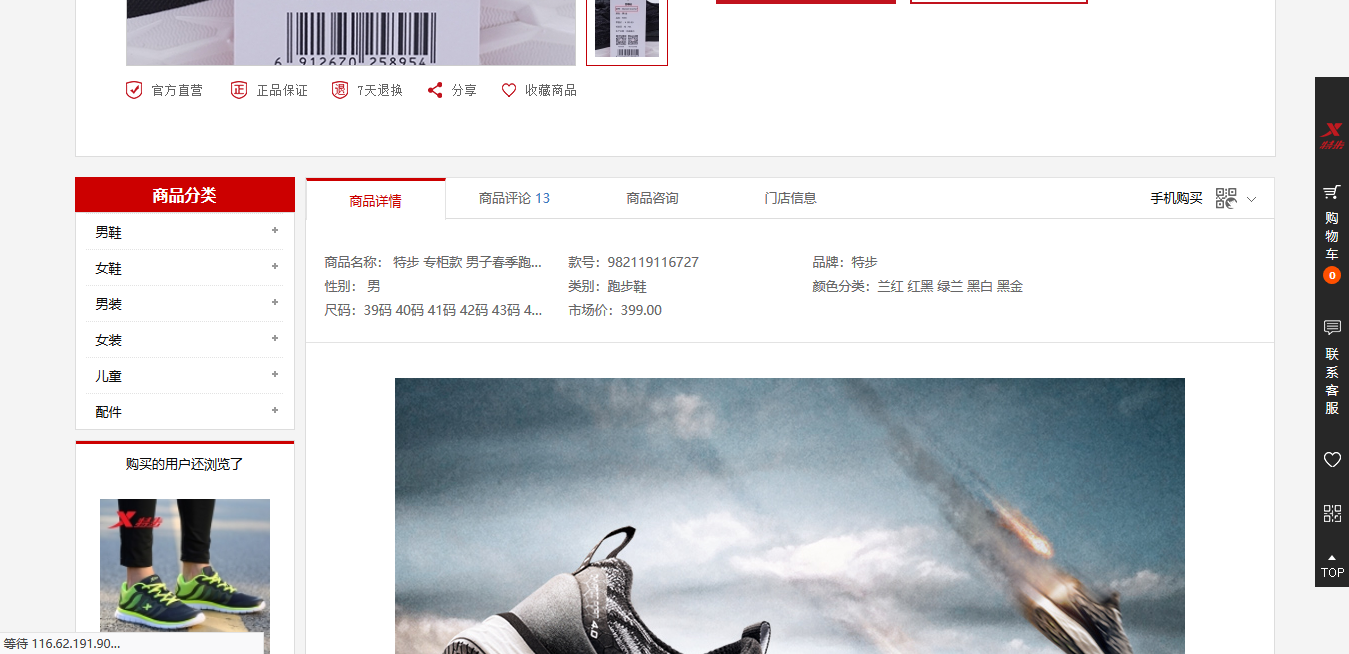 6 912670 258954
官方直营
正品保证
7天退换
分享
收藏商品
特步
购物车
0
联系客服
TOP
商品分类
男鞋 +
女鞋 +
男装 +
女装 +
儿童 +
配件 +
购买的用户还浏览了
X 特步
商品详情
商品评论 13
商品咨询
门店信息
手机购买
商品名称： 特步 专柜款 男子春季跑...
款号：982119116727
品牌：特步
性别： 男
类别：跑步鞋
颜色分类：兰红 红黑 绿兰 黑白 黑金
尺码：39码 40码 41码 42码 43码 4...
市场价：399.00
4.0
等待 116.62.191.90...